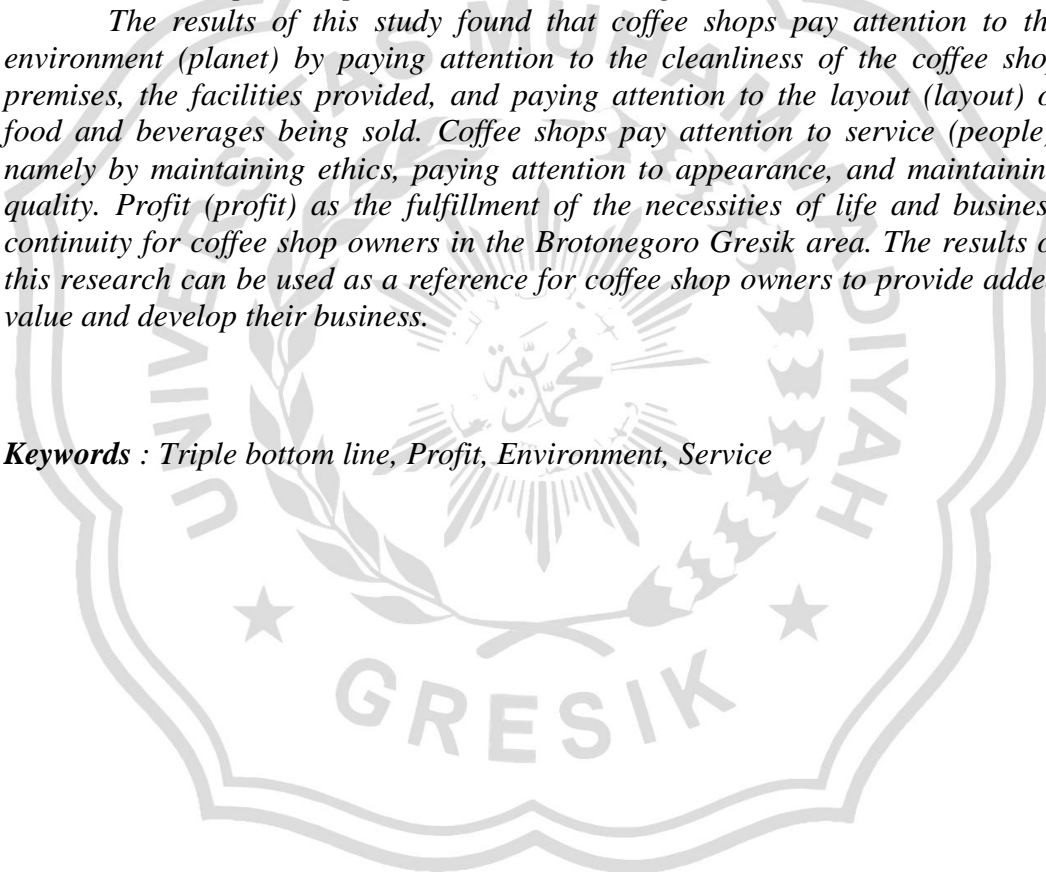 The results of this study found that coffee shops pay attention to th
environment (planet) by paying attention to the cleanliness of the coffee sho
premises, the facilities provided, and paying attention to the layout (layout) o
food and beverages being sold. Coffee shops pay attention to service (people
namely by maintaining ethics, paying attention to appearance, and maintainin
quality. Profit (profit) as the fulfillment of the necessities of life and busines
continuity for coffee shop owners in the Brotonegoro Gresik area. The results o
this research can be used as a reference for coffee shop owners to provide adde
value and develop their business.
Keywords : Triple bottom line, Profit, Environment, Service
UNIVERSITAS MUHAMMADIYAH
GRESIK